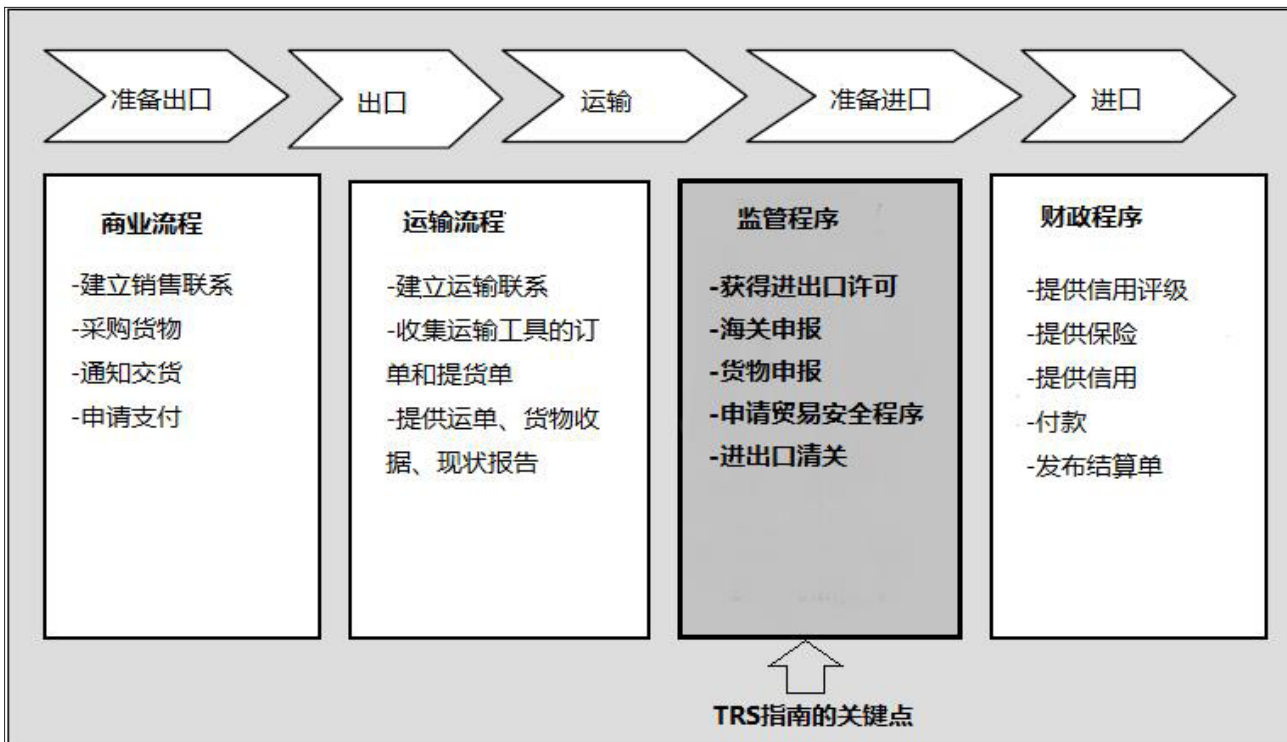 准备出口
出口
运输
准备进口
进口
商业流程
-建立销售联系
-采购货物
-通知交货
-申请支付
运输流程
-建立运输联系
-收集运输工具的订
单和提货单
-提供运单、货物收
据、现状报告
监管程序
-获得进出口许可
-海关申报
-货物申报
-申请贸易安全程序
-进出口清关
财政程序
-提供信用评级
-提供保险
-提供信用
-付款
-发布结算单
TRS指南的关键点